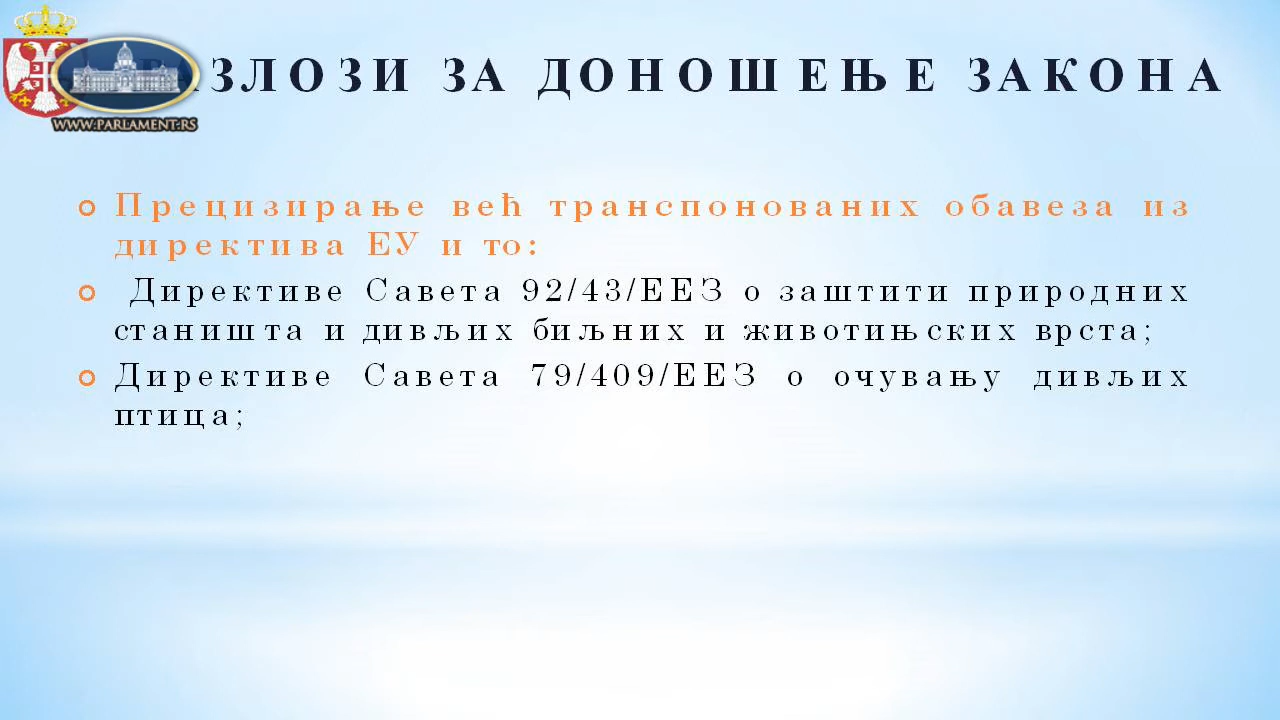 РАЗЛОЗИ ЗА ДОНОШЕЊЕ ЗАКОНА
WWW.PARLAMENT.RS
Прецизирање већ транспонованих обавеза из
директива ЕУ и то:
Директиве Савета 92/43/ЕЕЗ о заштити природних
станишта и дивљих биљних и животињских врста;
Директиве Савета 79/409/ЕЕЗ о очувању дивљих
птица;